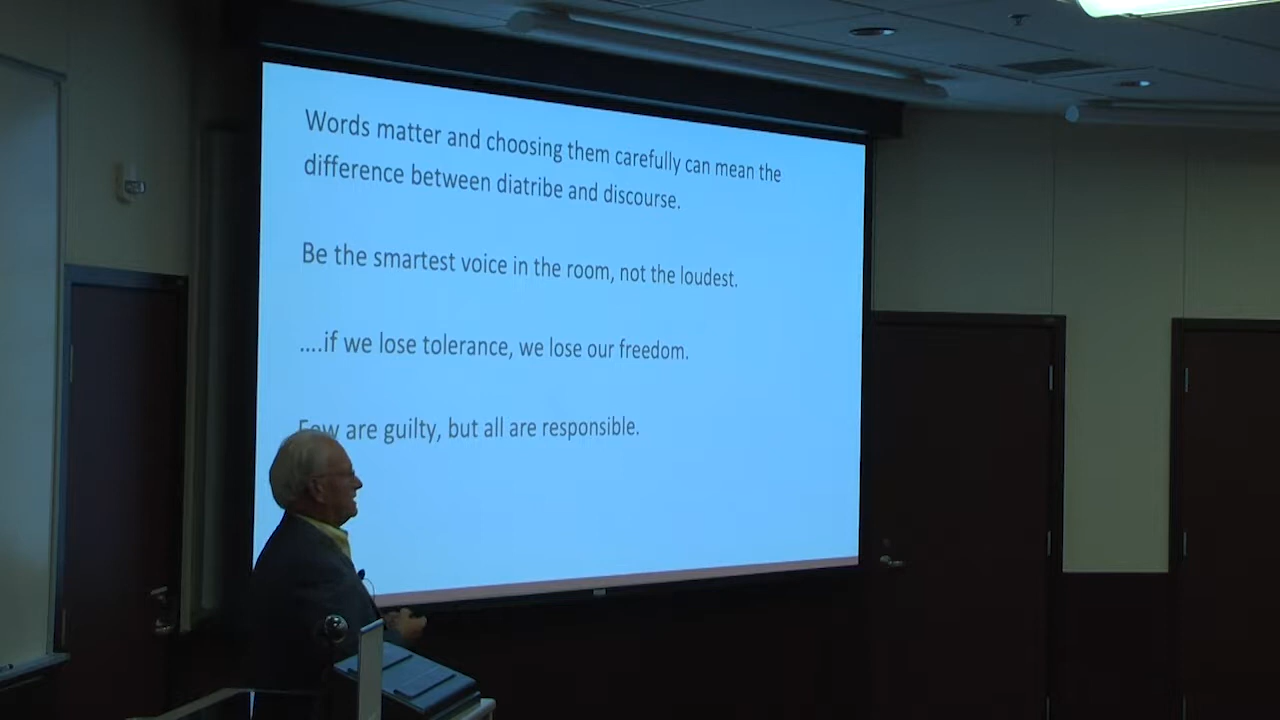 Words matter and choosing them carefully can mean the
difference between diatribe and discourse.
Be the smartest voice in the room, not the loudest.
....if we lose tolerance, we lose our freedom.
Few are guilty, but all are responsible.